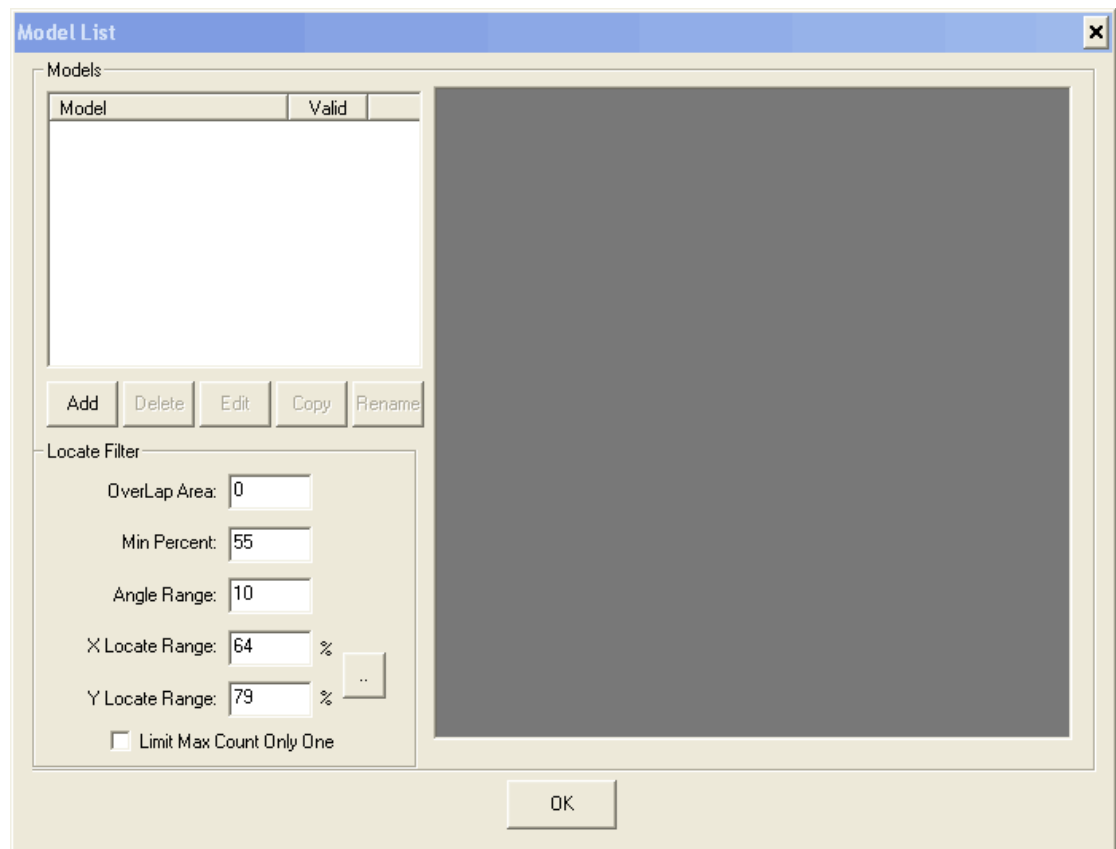 Model List
Models
Model Valid
Add Delete Edit Copy Rename
Locate Filter
OverLap Area: 0
Min Percent: 55
Angle Range: 10
X Locate Range: 64 %
..
Y Locate Range: 79 %
Limit Max Count Only One
OK